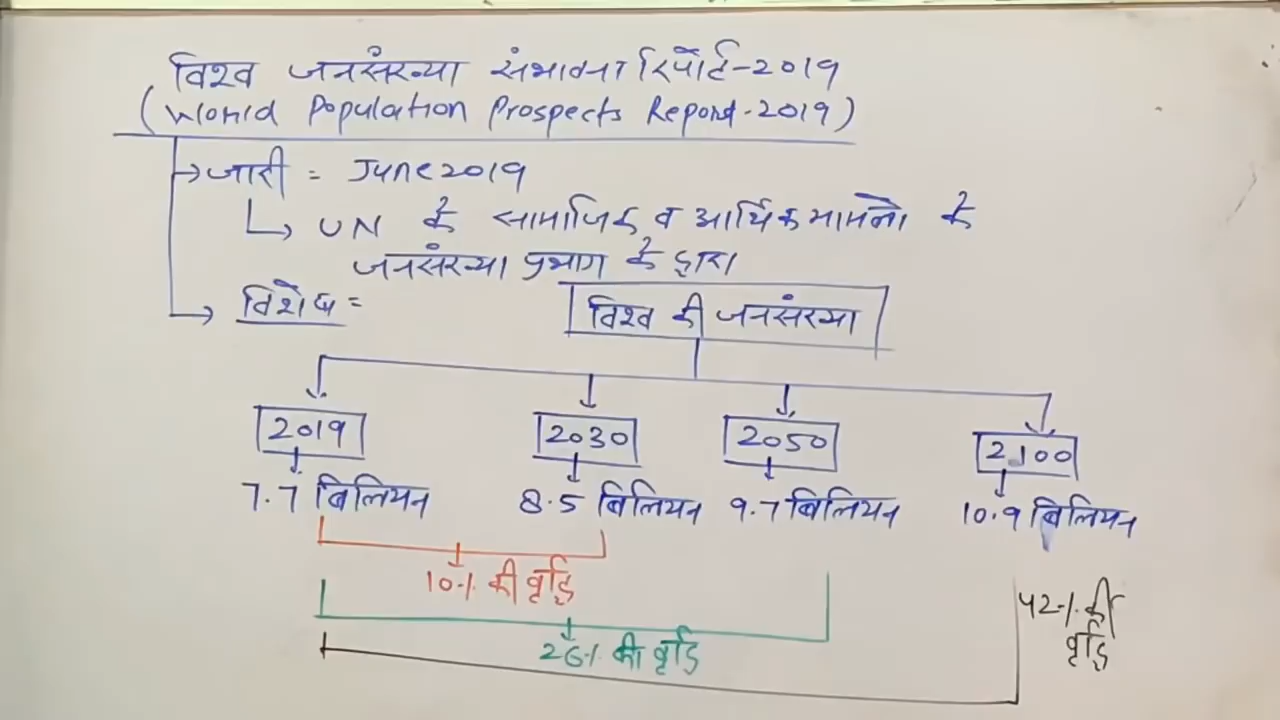 विश्व जनसंख्या संभावना रिपोर्ट-2019
(World Population Prospects Report-2019)
→ जारी = June 2019
↳ UN के सामाजिक व आर्थिक मामलो के
जनसंख्या प्रभाग के द्वारा
→ विशेष =
विश्व की जनसंख्या
2019 2030 2050 2100
7.7 बिलियन 8.5 बिलियन 9.7 बिलियन 10.9 बिलियन
10% की वृद्धि
42% की
वृद्धि
26% की वृद्धि